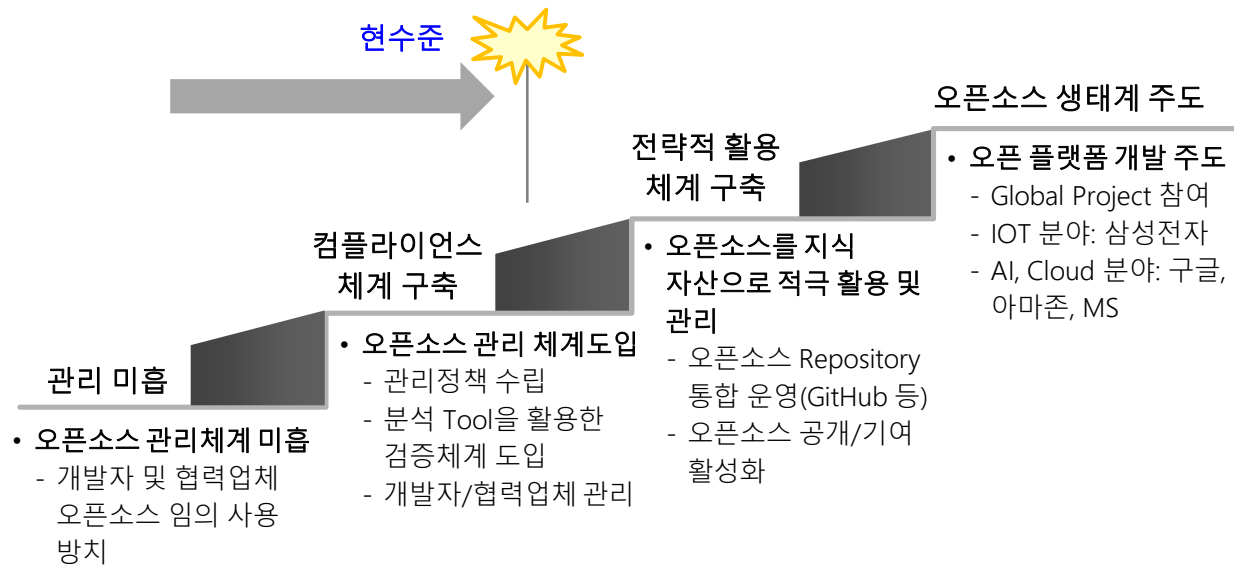 현수준
관리 미흡
• 오픈소스 관리체계 미흡
- 개발자 및 협력업체
오픈소스 임의 사용
방치
컴플라이언스
체계 구축
• 오픈소스 관리 체계도입
- 관리정책 수립
- 분석 Tool을 활용한
검증체계 도입
- 개발자/협력업체 관리
전략적 활용
체계 구축
• 오픈소스를 지식
자산으로 적극 활용 및
관리
- 오픈소스 Repository
통합 운영(GitHub 등)
- 오픈소스 공개/기여
활성화
오픈소스 생태계 주도
• 오픈 플랫폼 개발 주도
- Global Project 참여
- IOT 분야: 삼성전자
- AI, Cloud 분야: 구글,
아마존, MS